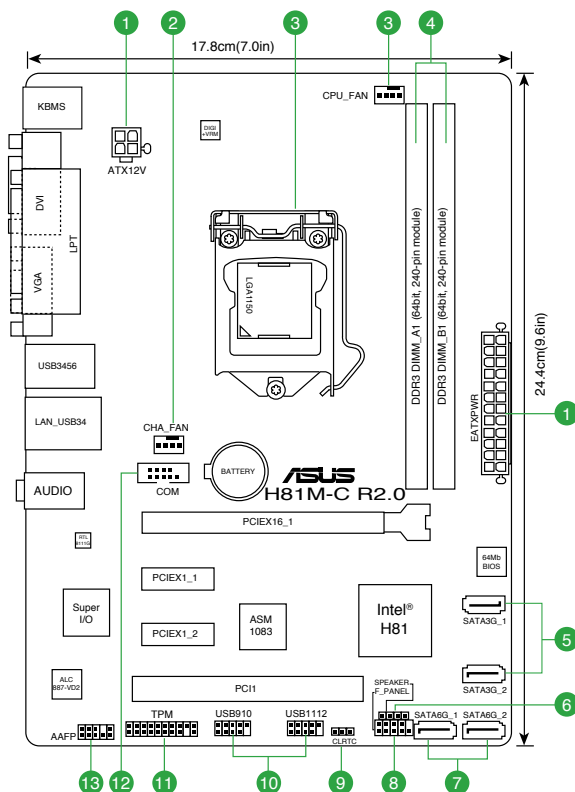 1
2
3
3
4
17.8cm(7.0in)
CPU_FAN
KBMS
DIGI
+VRM
ATX12V
DVI
LPT
VGA
LGA1150
DDR3 DIMM_A1 (64bit, 240-pin module)
DDR3 DIMM_B1 (64bit, 240-pin module)
24.4cm(9.6in)
EATXPWR
1
USB3456
LAN_USB34
CHA_FAN
COM
BATTERY
ASUS
H81M-C R2.0
AUDIO
PCIEX16_1
RTL
8111G
64Mb
BIOS
PCIEX1_1
Super
I/O
ASM
1083
Intel®
H81
SATA3G_1
5
PCIEX1_2
ALC
887-VD2
PCI1
SPEAKER
F_PANEL
SATA3G_2
6
AAFP
TPM
USB910
USB1112
CLRTC
SATA6G_1
SATA6G_2
13
12
11
10
9
8
7